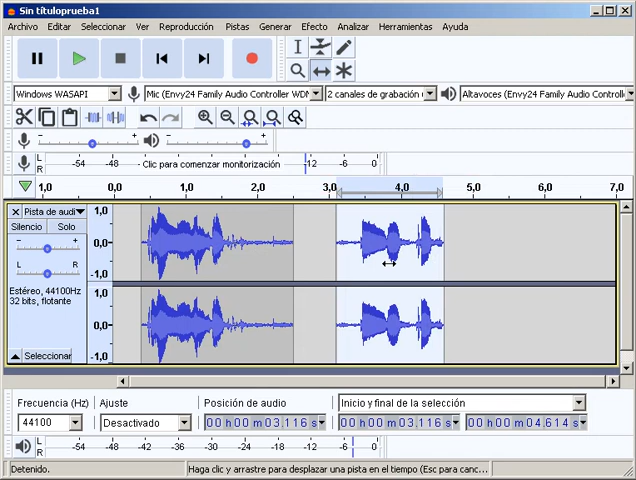 Sin títuloprueba1
Archivo Editar Seleccionar Ver Reproducción Pistas Generar Efecto Analizar Herramientas Ayuda
Windows WASAPI Mic (Envy24 Family Audio Controller WDM 2 canales de grabación Altavoces (Envy24 Family Audio Controll
- + - +
L
R
-54 -48 Clic para comenzar monitorización -12 -6 0
1,0 0,0 1,0 2,0 3,0 4,0 5,0 6,0 7,0
Pista de audi
Silencio Solo
- +
L R
Estéreo, 44100Hz
32 bits, flotante
Seleccionar
1,0
0,0
-1,0
1,0
0,0
-1,0
Frecuencia (Hz) Ajuste Posición de audio Inicio y final de la selección
44100 Desactivado 00 h 00 m 03.116 s 00 h 00 m 03.116 s 00 h 00 m 04.614 s
L
R
-54 -48 -42 -36 -30 -24 -18 -12 -6 0
Detenido. Haga clic y arrastre para desplazar una pista en el tiempo (Esc para canc...